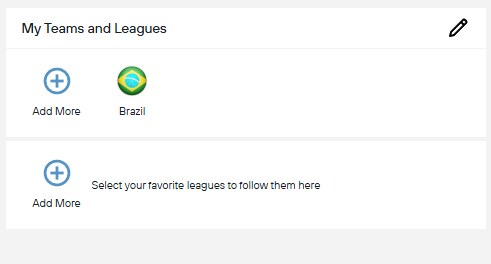 My Teams and Leagues
Add More
Brazil
Select your favorite leagues to follow them here
Add More